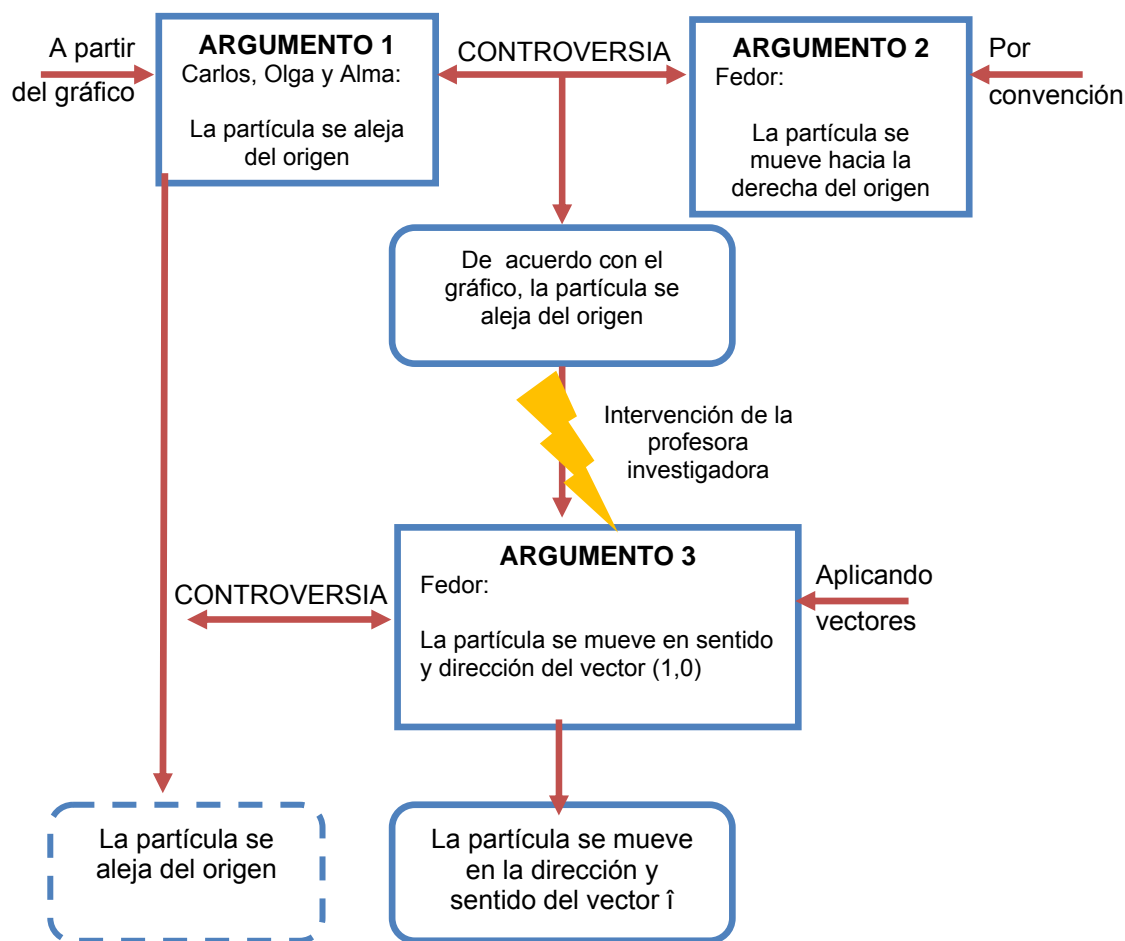 A partir
del gráfico
ARGUMENTO 1
Carlos, Olga y Alma:
La partícula se aleja
del origen
CONTROVERSIA
ARGUMENTO 2
Fedor:
La partícula se
mueve hacia la
derecha del origen
Por
convención
De acuerdo con el
gráfico, la partícula se
aleja del origen
Intervención de la
profesora
investigadora
ARGUMENTO 3
Fedor:
La partícula se mueve en sentido
y dirección del vector (1,0)
CONTROVERSIA
Aplicando
vectores
La partícula se
aleja del origen
La partícula se mueve
en la dirección y
sentido del vector î